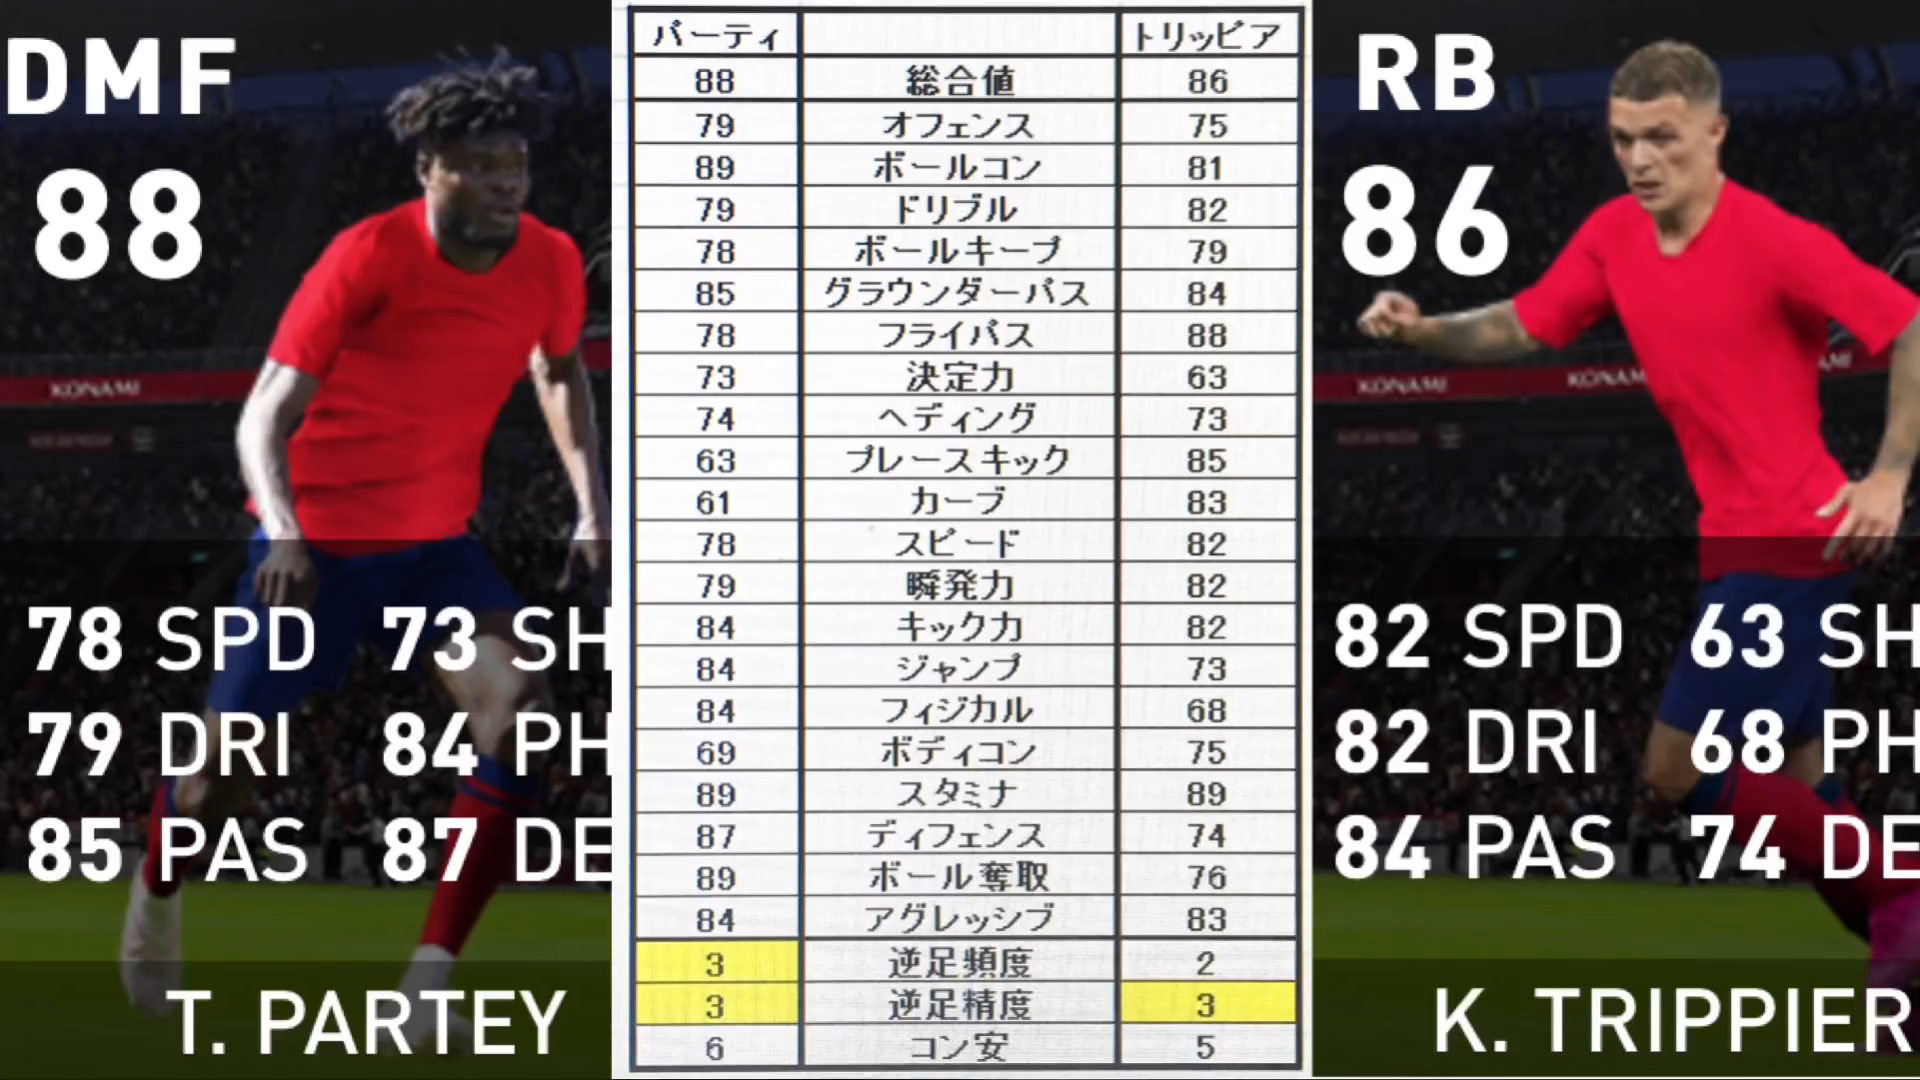 DMF
88
KONAMI
78 SPD 73 SH
79 DRI 84 PH
85 PAS 87 DE
T. PARTEY
パーティ トリッピア
88 総合値 86
79 オフェンス 75
89 ボールコン 81
79 ドリブル 82
78 ボールキープ 79
85 グラウンダーパス 84
78 フライパス 88
73 決定力 63
74 ヘディング 73
63 プレースキック 85
61 カーブ 83
78 スピード 82
79 瞬発力 82
84 キック力 82
84 ジャンプ 73
84 フィジカル 68
69 ボディコン 75
89 スタミナ 89
87 ディフェンス 74
89 ボール奪取 76
84 アグレッシブ 83
3 逆足頻度 2
3 逆足精度 3
6 コン安 5
RB
86
KONAMI KONAM AMI
82 SPD 63 SH
82 DRI 68 PH
84 PAS 74 DE
K. TRIPPIER